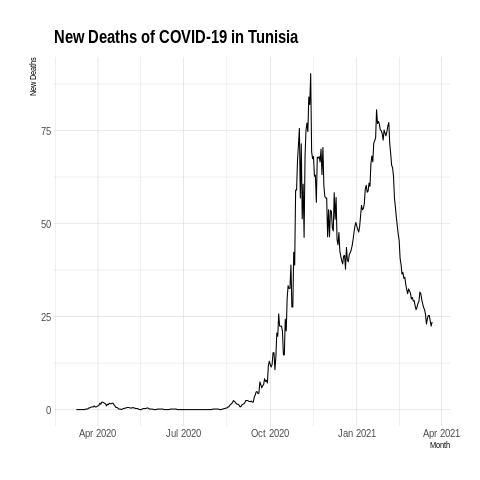 New Deaths of COVID-19 in Tunisia
New Deaths
75
50
25
0
Apr 2020
Jul 2020
Oct 2020
Jan 2021
Apr 2021
Month